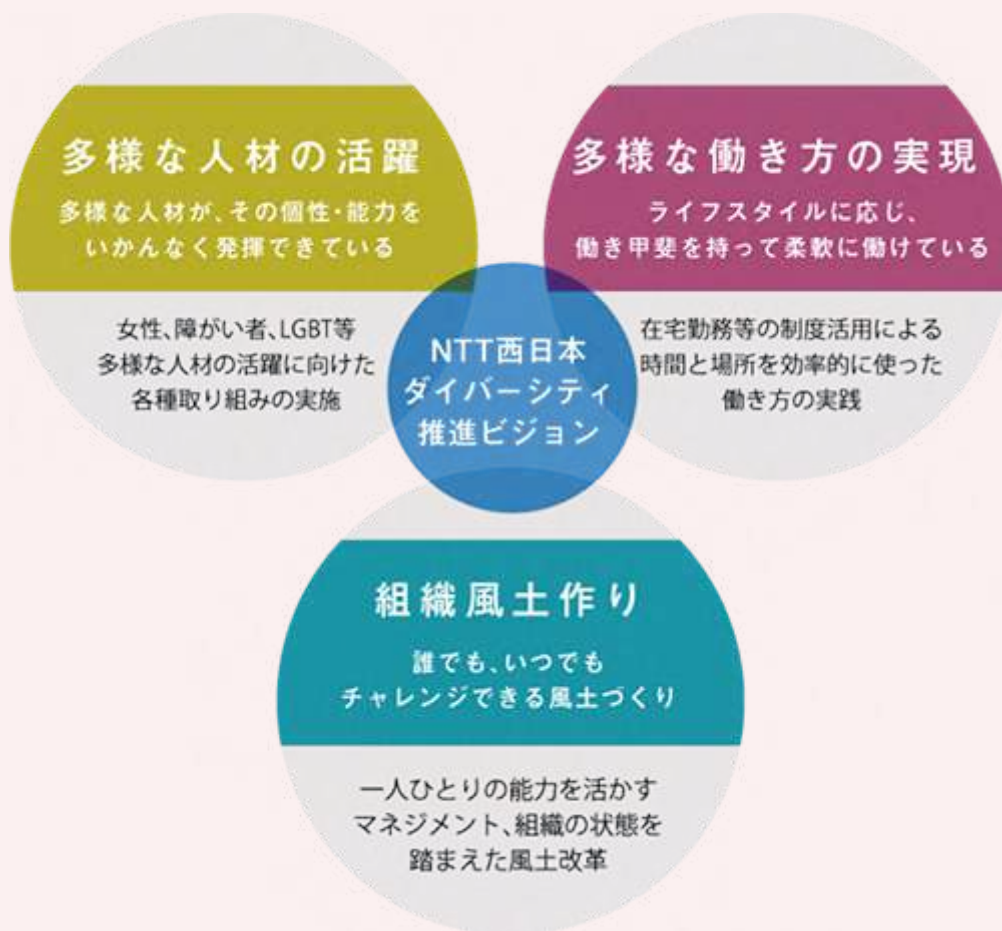 多様な人材の活躍
多様な人材が、その個性・能力を
いかんなく発揮できている
女性、障がい者、LGBT等
多様な人材の活躍に向けた
各種取り組みの実施
多様な働き方の実現
ライフスタイルに応じ、
働き甲斐を持って柔軟に働けている
在宅勤務等の制度活用による
時間と場所を効率的に使った
働き方の実践
NTT西日本
ダイバーシティ
推進ビジョン
組織風土作り
誰でも、いつでも
チャレンジできる風土づくり
一人ひとりの能力を活かす
マネジメント、組織の状態を
踏まえた風土改革